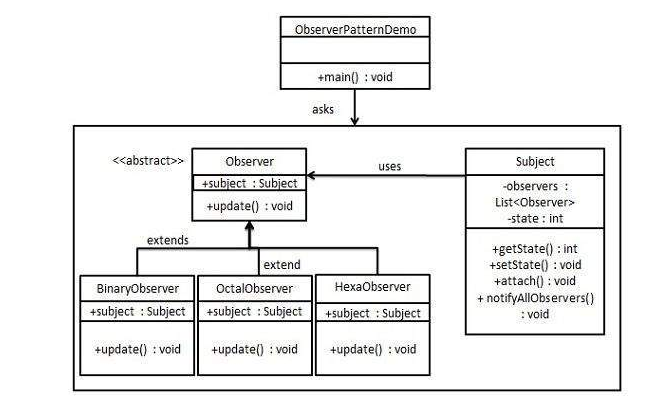 ObserverPatternDemo
+main() : void
asks
<<abstract>>
Observer
+subject : Subject
+update() : void
uses
Subject
-observers :
List<Observer>
-state : int
+getState() : int
+setState() : void
+attach() : void
+ notifyAllObservers()
: void
extends
extend
BinaryObserver
+subject : Subject
+update() : void
OctalObserver
+subject : Subject
+update() : void
HexaObserver
+subject : Subject
+update() : void